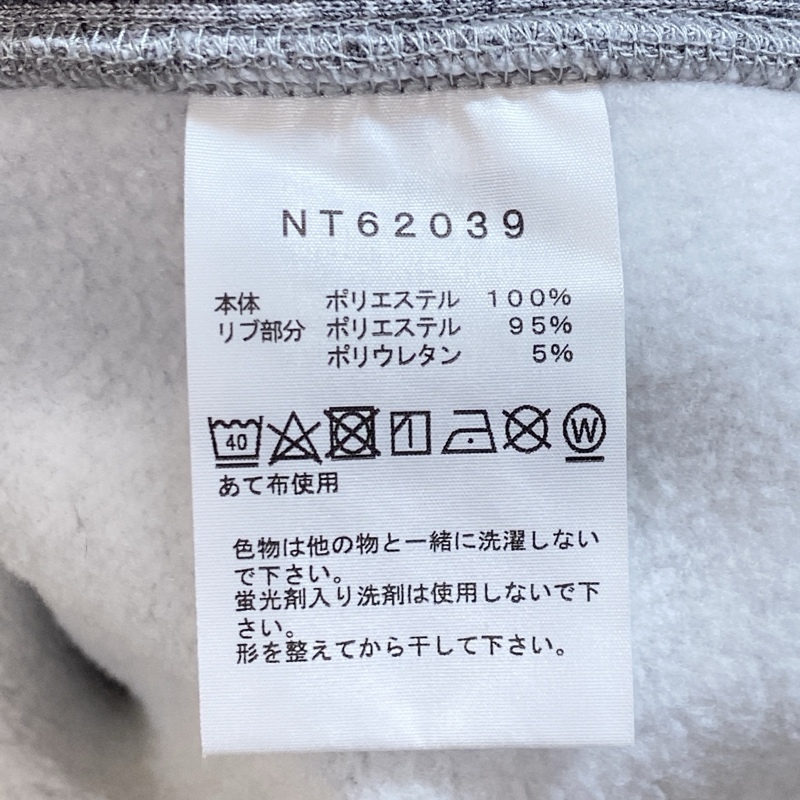 NT62039
本体 ポリエステル 100%
リブ部分 ポリエステル 95%
ポリウレタン 5%
40 W
あて布使用
色物は他の物と一緒に洗濯しない
で下さい。
蛍光剤入り洗剤は使用しないで下
さい。
形を整えてから干して下さい。